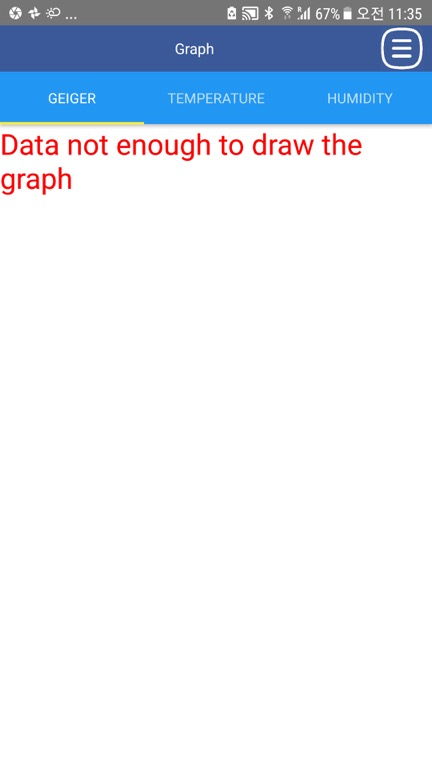 ... R 67% 오전 11:35
Graph
GEIGER TEMPERATURE HUMIDITY
Data not enough to draw the
graph